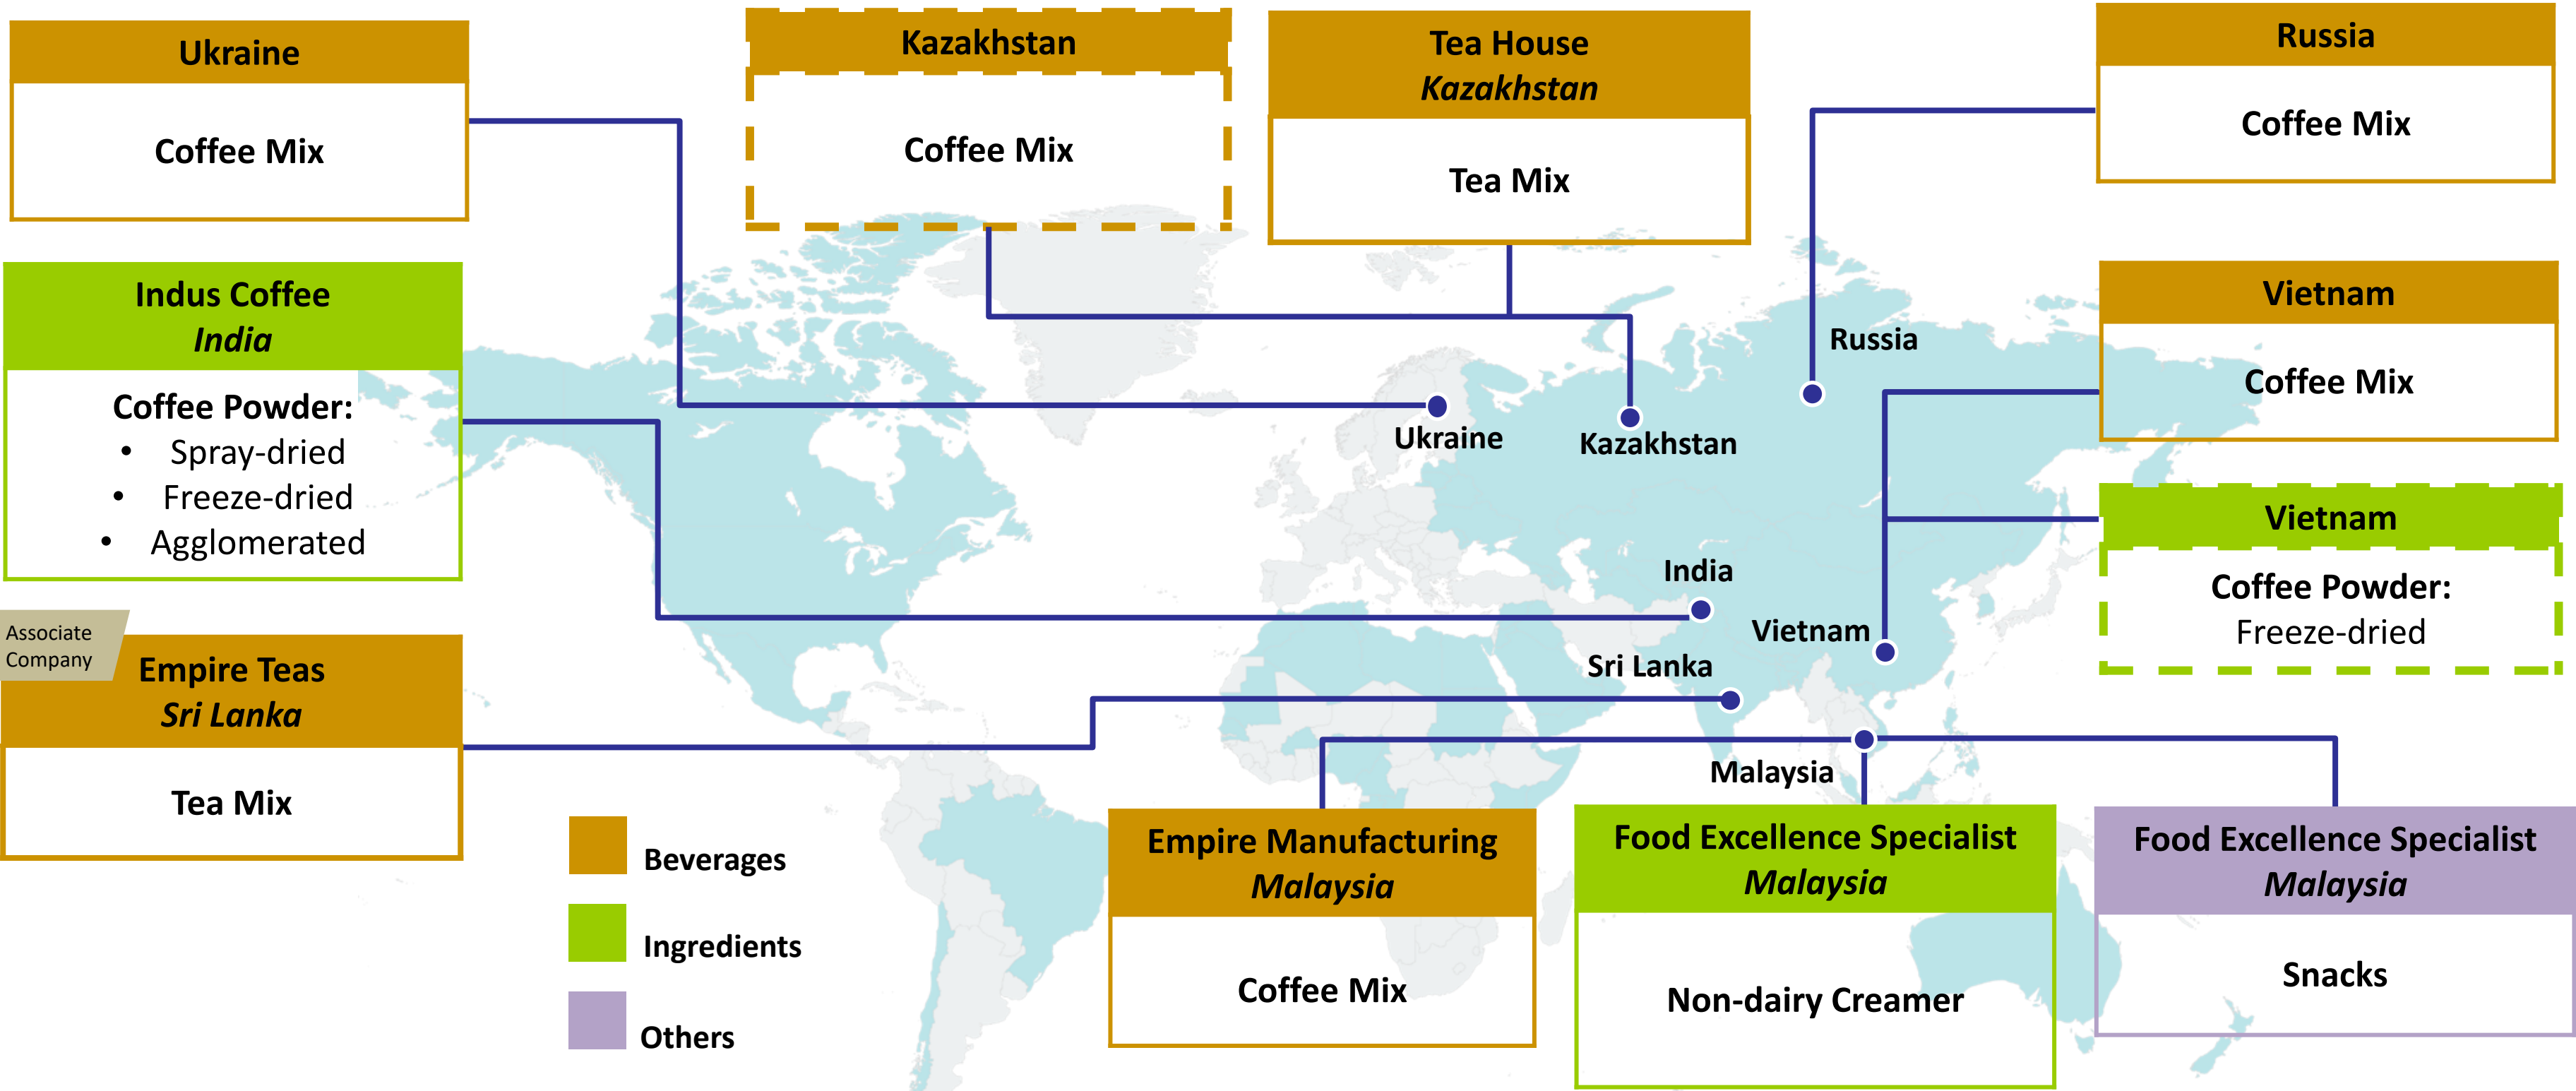 Ukraine
Coffee Mix
Kazakhstan
Coffee Mix
Tea House
Kazakhstan
Tea Mix
Russia
Coffee Mix
Indus Coffee
India
Coffee Powder:
• Spray-dried
• Freeze-dried
• Agglomerated
Vietnam
Coffee Mix
Vietnam
Coffee Powder:
Freeze-dried
Russia
Ukraine
Kazakhstan
India
Vietnam
Sri Lanka
Malaysia
Associate
Company
Empire Teas
Sri Lanka
Tea Mix
Beverages
Ingredients
Others
Empire Manufacturing
Malaysia
Coffee Mix
Food Excellence Specialist
Malaysia
Non-dairy Creamer
Food Excellence Specialist
Malaysia
Snacks